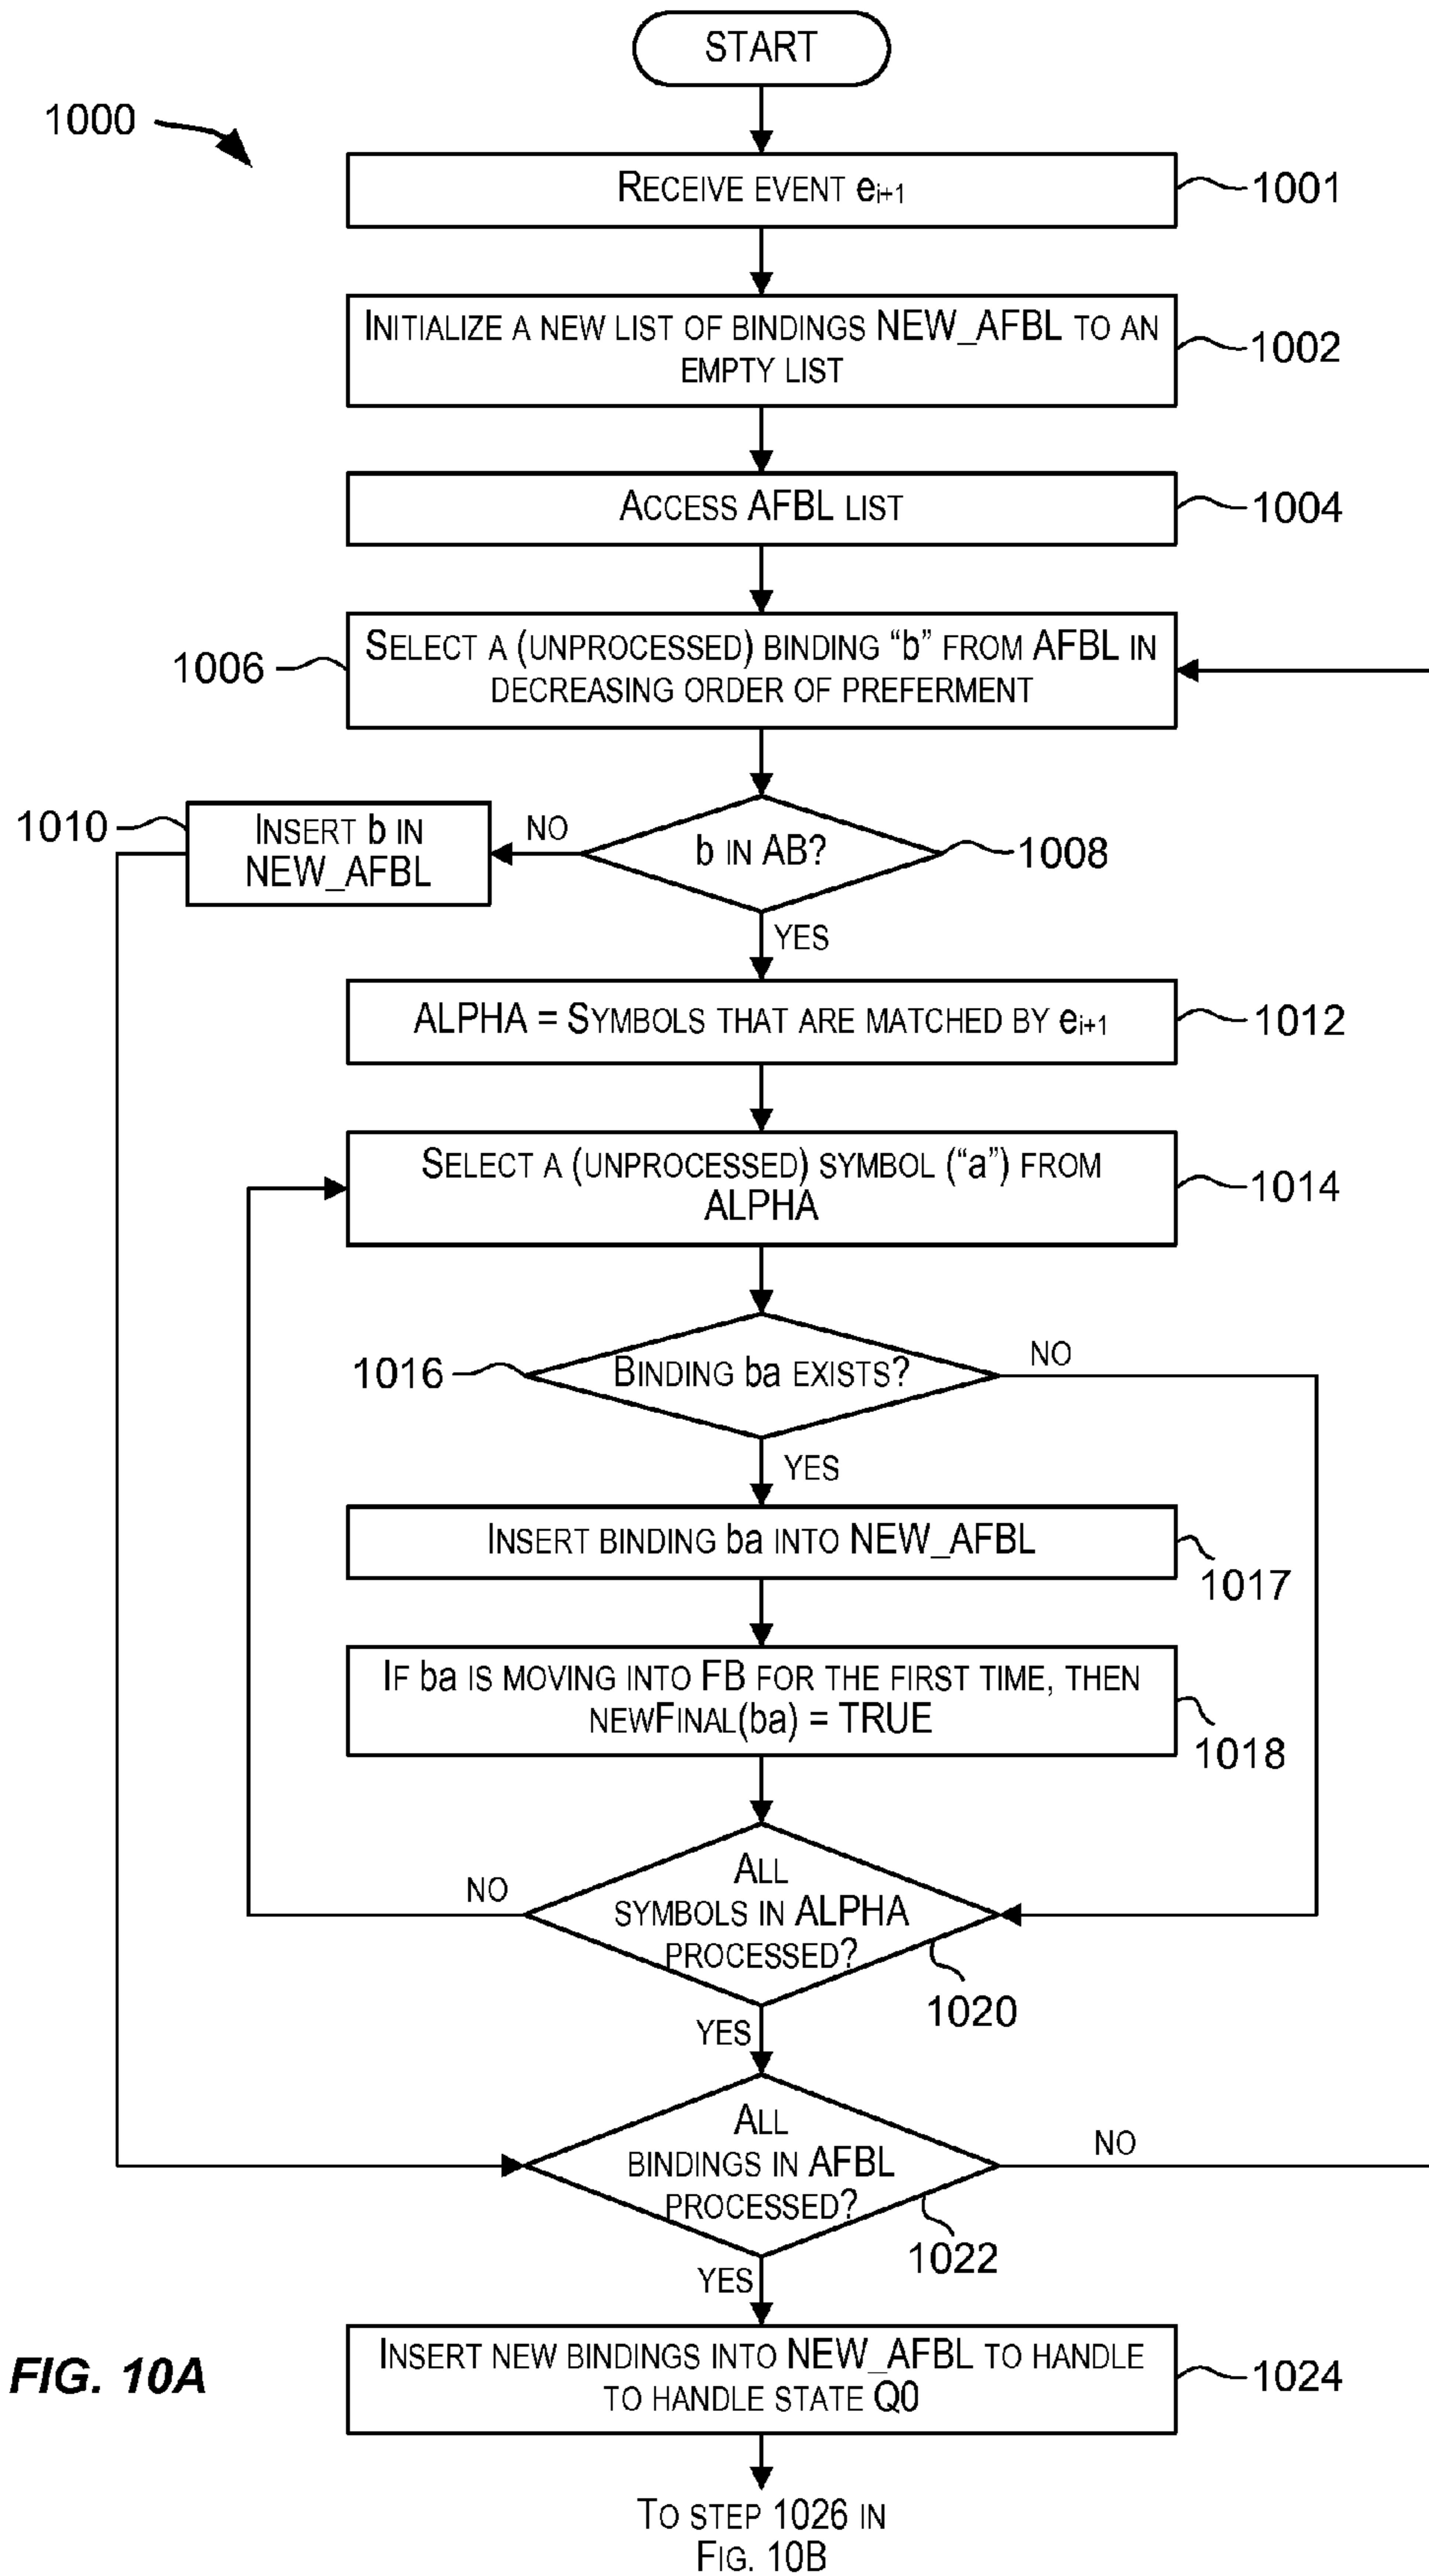 START
1000
RECEIVE EVENT ei+1
1001
INITIALIZE A NEW LIST OF BINDINGS NEW_AFBL TO AN
EMPTY LIST
1002
ACCESS AFBL LIST
1004
SELECT A (UNPROCESSED) BINDING “b” FROM AFBL IN
DECREASING ORDER OF PREFERMENT
1006
1010
INSERT b IN
NEW_AFBL
NO
b IN AB?
1008
YES
ALPHA = SYMBOLS THAT ARE MATCHED BY ei+1
1012
SELECT A (UNPROCESSED) SYMBOL (“a”) FROM
ALPHA
1014
1016
BINDING ba EXISTS?
NO
YES
INSERT BINDING ba INTO NEW_AFBL
1017
IF ba IS MOVING INTO FB FOR THE FIRST TIME, THEN
NEWFINAL(ba) = TRUE
1018
NO
ALL
SYMBOLS IN ALPHA
PROCESSED?
1020
YES
ALL
BINDINGS IN AFBL
PROCESSED?
NO
1022
YES
INSERT NEW BINDINGS INTO NEW_AFBL TO HANDLE
TO HANDLE STATE Q0
1024
FIG. 10A
TO STEP 1026 IN
FIG. 10B